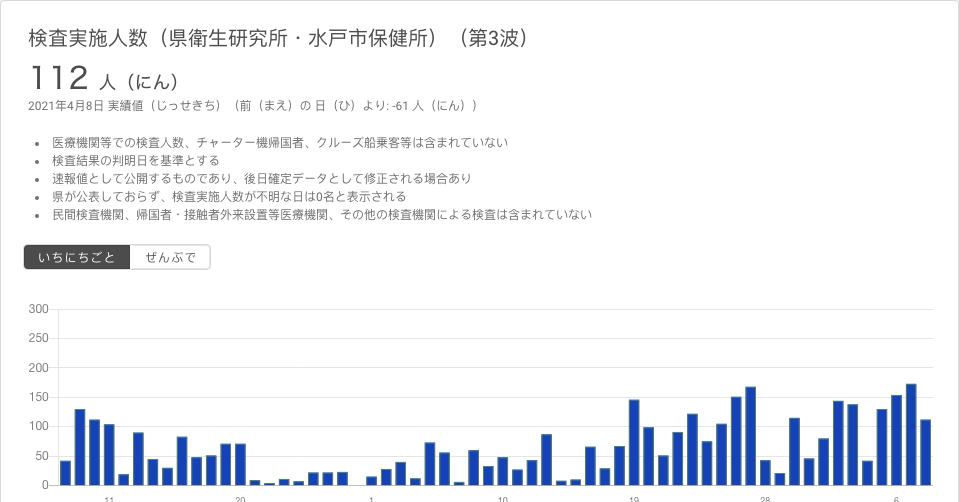 検査実施人数（県衛生研究所・水戸市保健所）（第3波）
112 人（にん）
2021年4月8日 実績値（じっせきち）（前（まえ）の 日（ひ）より: -61 人（にん））
• 医療機関等での検査人数、チャーター機帰国者、クルーズ船乗客等は含まれていない
• 検査結果の判明日を基準とする
• 速報値として公開するものであり、後日確定データとして修正される場合あり
• 県が公表しておらず、検査実施人数が不明な日は0名と表示される
• 民間検査機関、帰国者・接触者外来設置等医療機関、その他の検査機関による検査は含まれていない
いちにちごと ぜんぶで
300
250
200
150
100
50
0
11 20 1 10 19 28 6